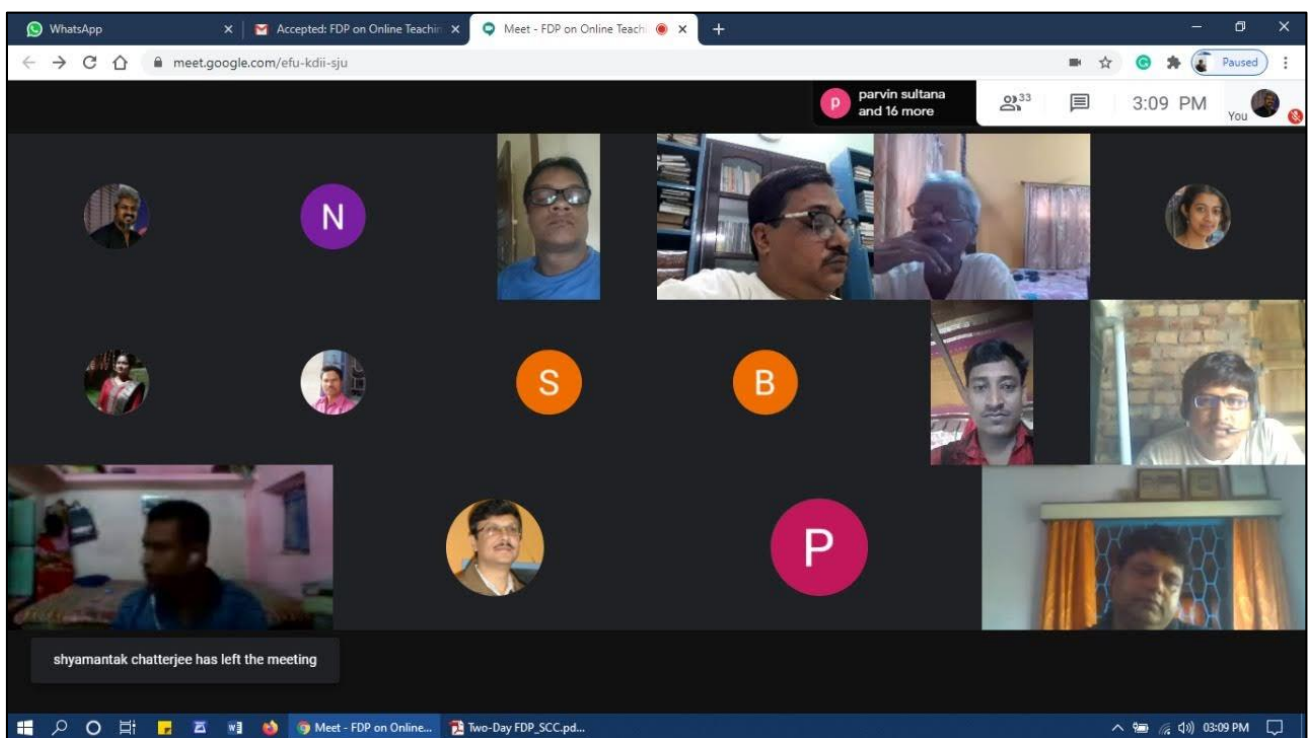 WhatsApp
Accepted: FDP on Online Teachin
Meet - FDP on Online Teach
meet.google.com/efu-kdii-sju
Paused
P
parvin sultana
and 16 more
33
3:09 PM
You
N
S
B
P
shyamantak chatterjee has left the meeting
Meet - FDP on Online...
Two-Day FDP_SCC.pd...
03:09 PM